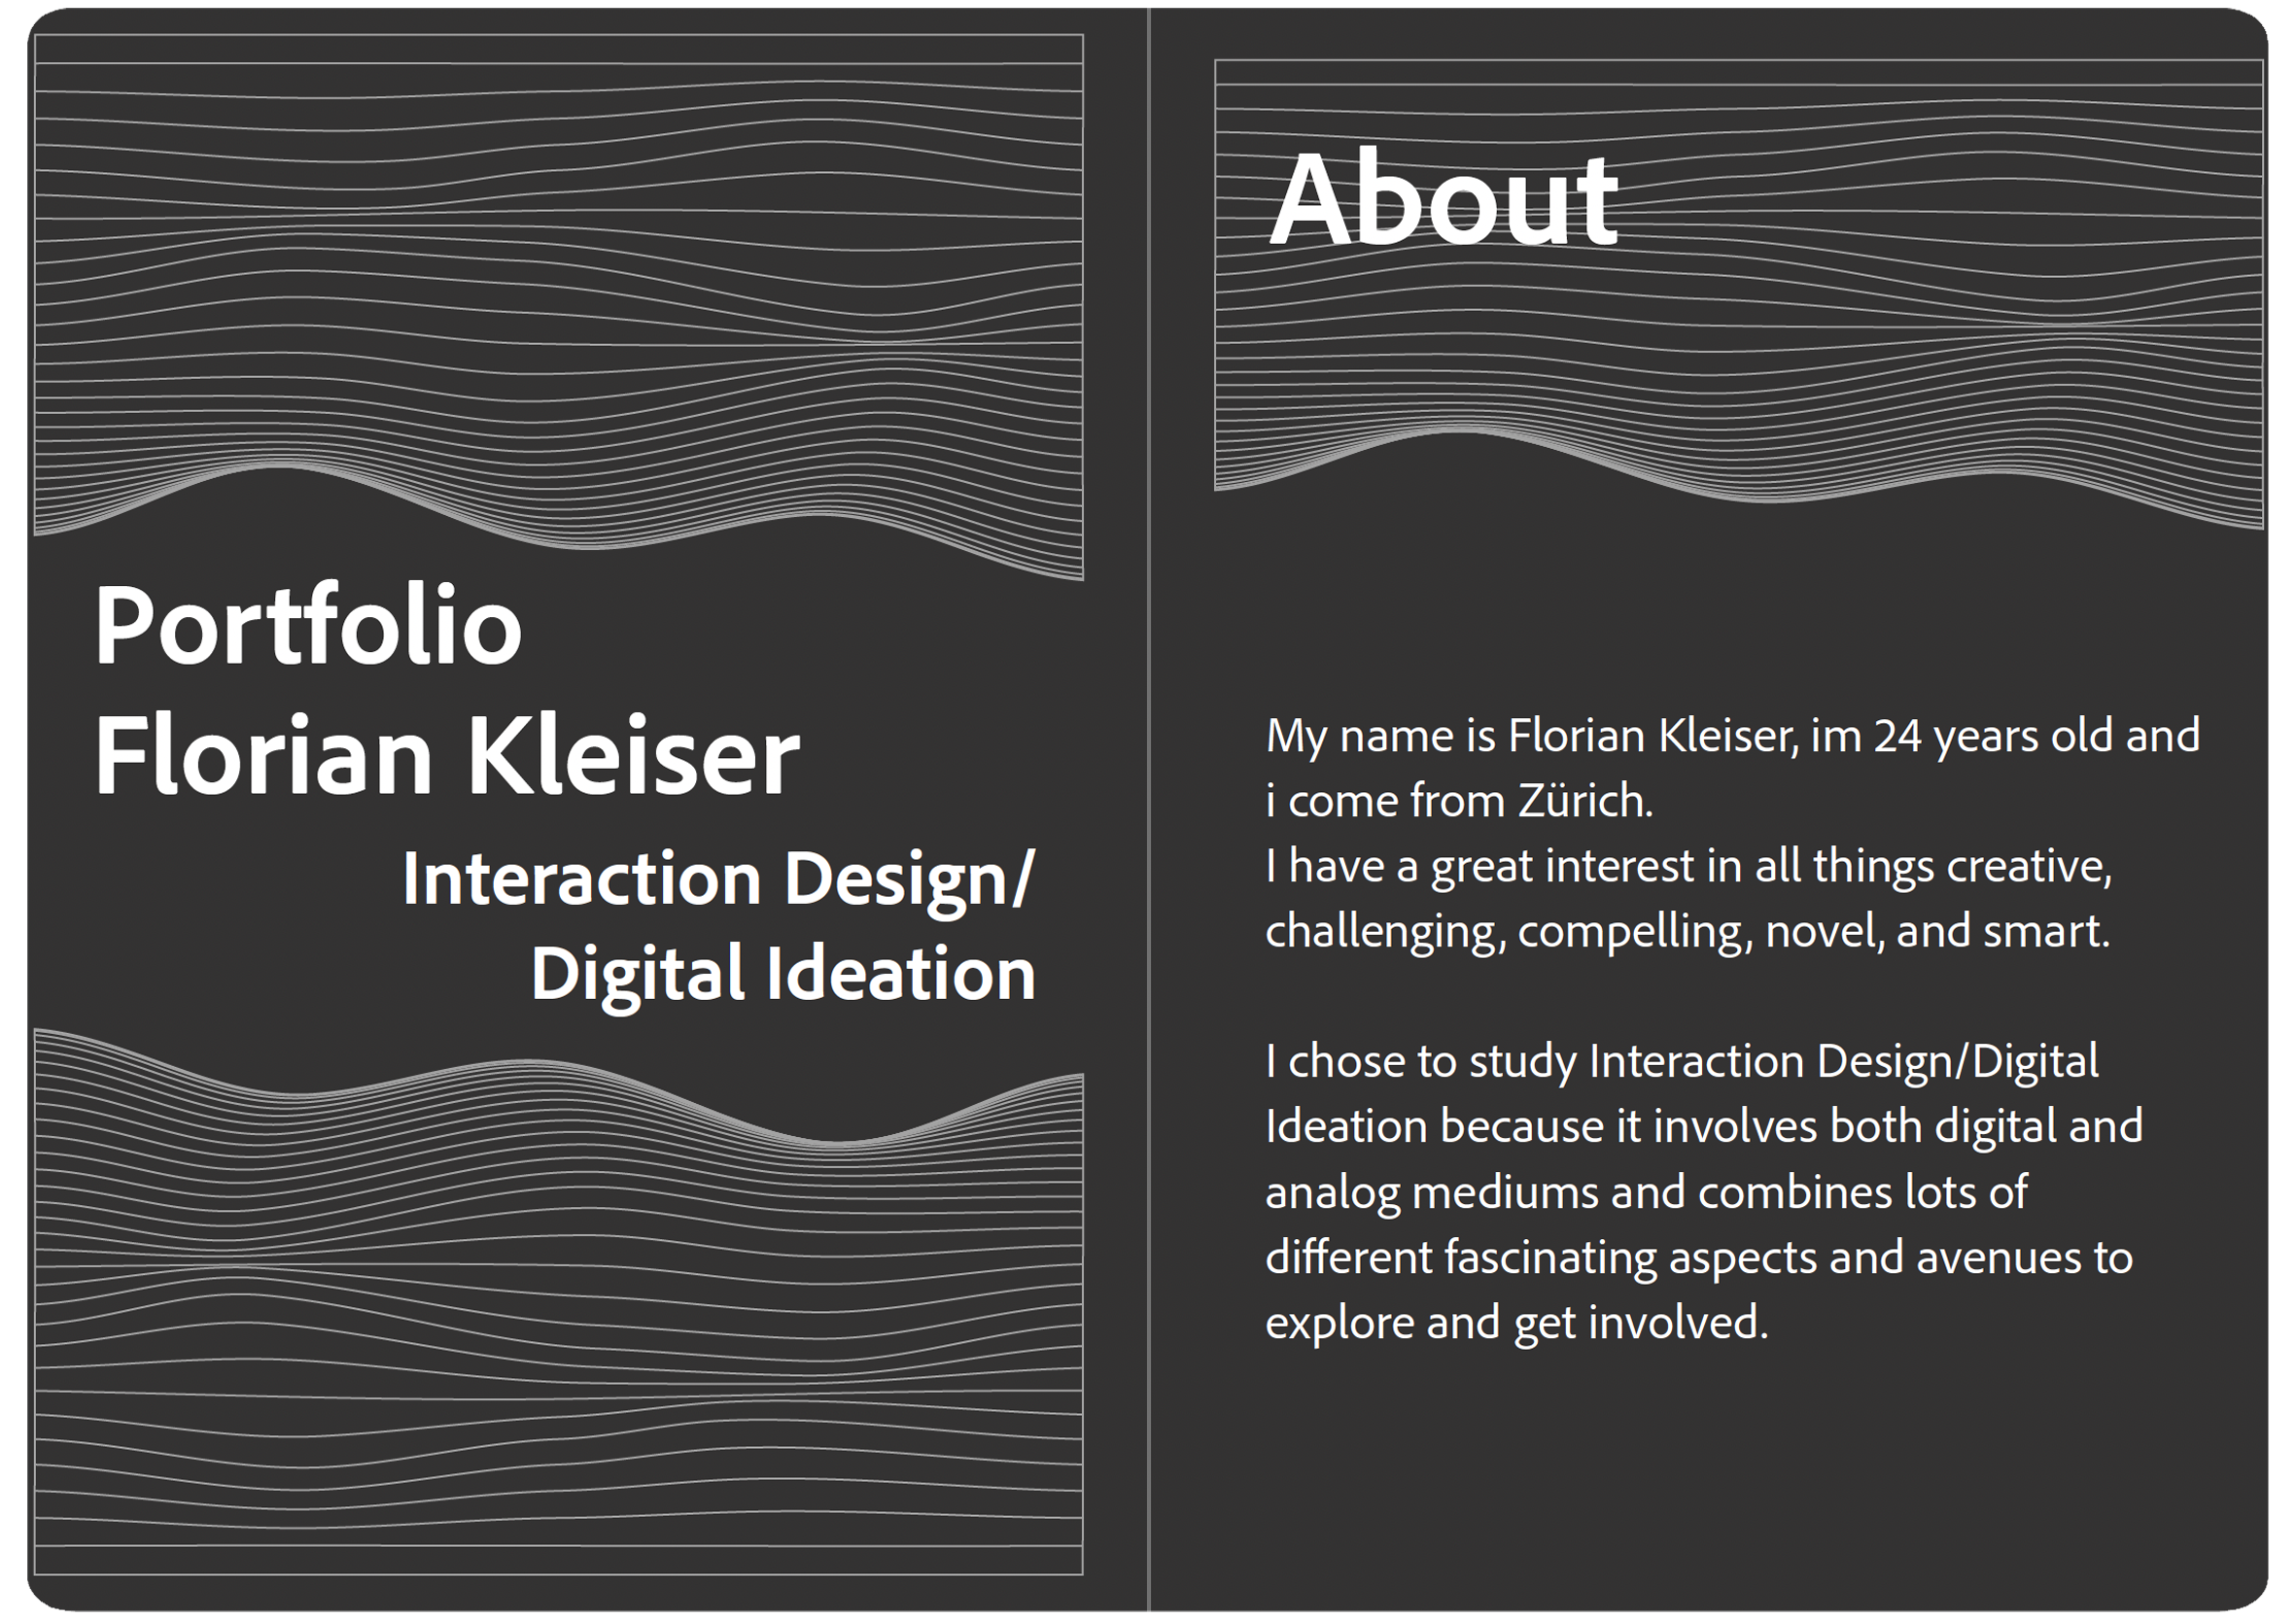 Portfolio
Florian Kleiser
Interaction Design/
Digital Ideation
About
My name is Florian Kleiser, im 24 years old and
i come from Zürich.
I have a great interest in all things creative,
challenging, compelling, novel, and smart.
I chose to study Interaction Design/Digital
Ideation because it involves both digital and
analog mediums and combines lots of
different fascinating aspects and avenues to
explore and get involved.